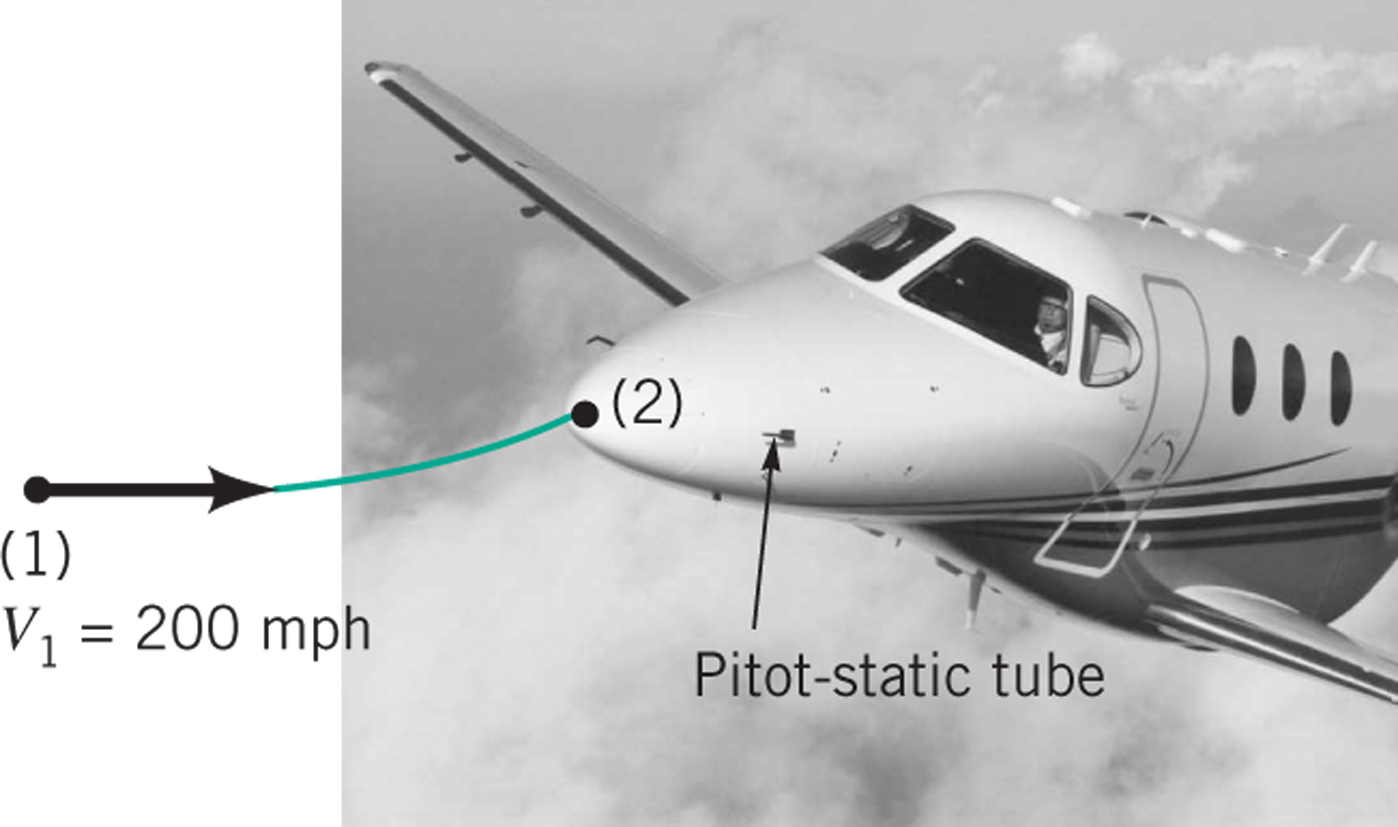 (2)
(1)
V₁ = 200 mph
Pitot-static tube